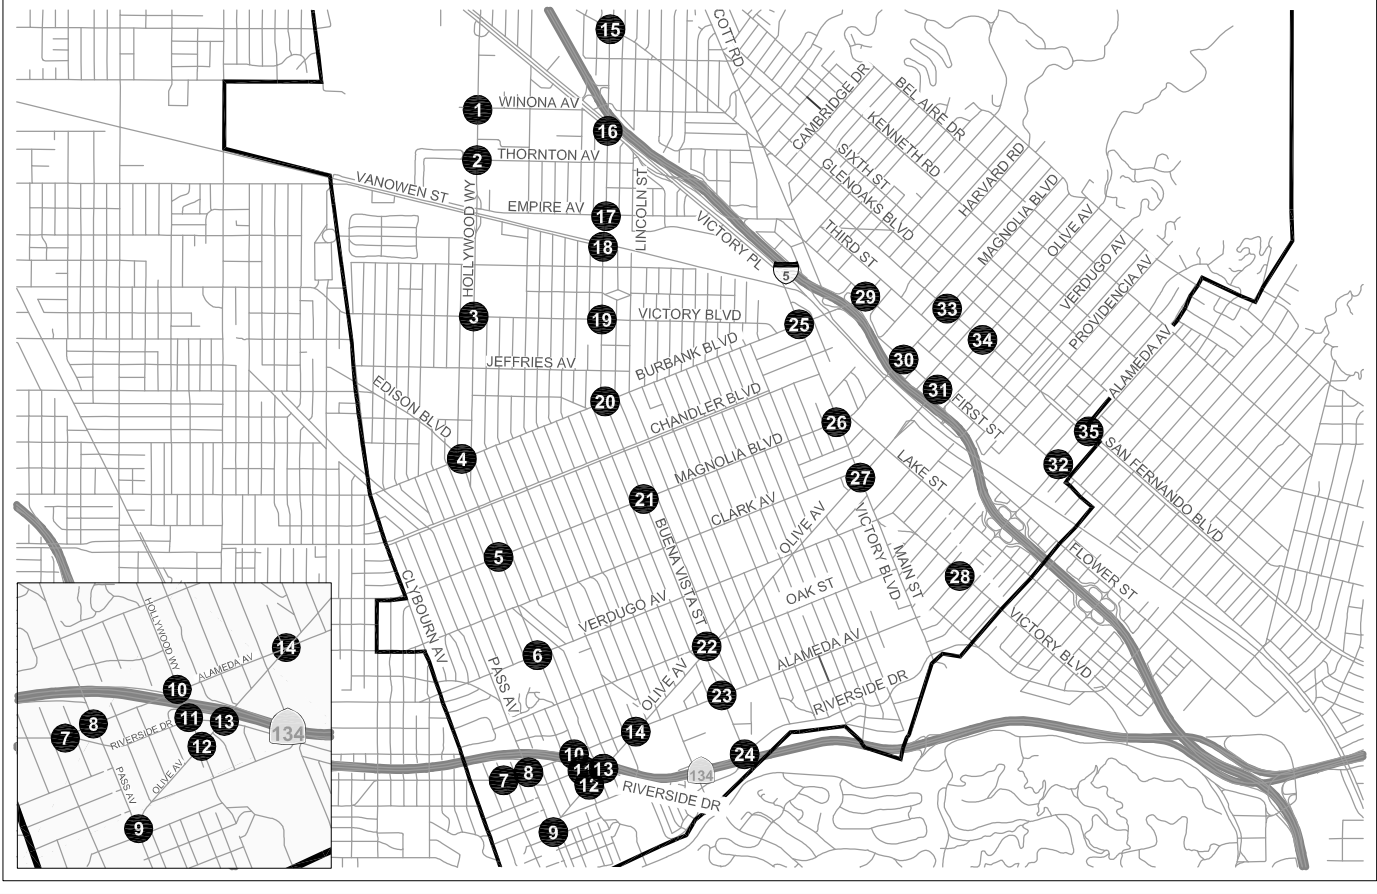 15
COTT RD
1
WINONA AV
16
CAMBRIDGE DR
BEL AIRE DR
KENNETH RD
2
THORNTON AV
SIXTH ST
GLENOAKS BLVD
HARVARD RD
VANOWEN ST
HOLLYWOOD WY
EMPIRE AV
17
LINCOLN ST
VICTORY PL
MAGNOLIA BLVD
OLIVE AV
18
THIRD ST
VERDUGO AV
PROVIDENCIA AV
5
29
33
3
19
VICTORY BLVD
25
34
JEFFRIES AV
BURBANK BLVD
30
ALAMEDA AV
EDISON BLVD
20
CHANDLER BLVD
31
FIRST ST
26
35
4
MAGNOLIA BLVD
LAKE ST
32
SAN FERNANDO BLVD
27
21
CLARK AV
BUENA VISTA ST
OLIVE AV
VICTORY BLVD
MAIN ST
5
28
FLOWER ST
CLYBOURN AV
VERDUGO AV
OAK ST
VICTORY BLVD
6
22
ALAMEDA AV
PASS AV
OLIVE AV
23
RIVERSIDE DR
14
24
10
11
13
12
7
8
134
RIVERSIDE DR
9
HOLLYWOOD WY
14
ALAMEDA AV
10
8
11
13
7
RIVERSIDE DR
12
134
PASS AV
OLIVE AV
9